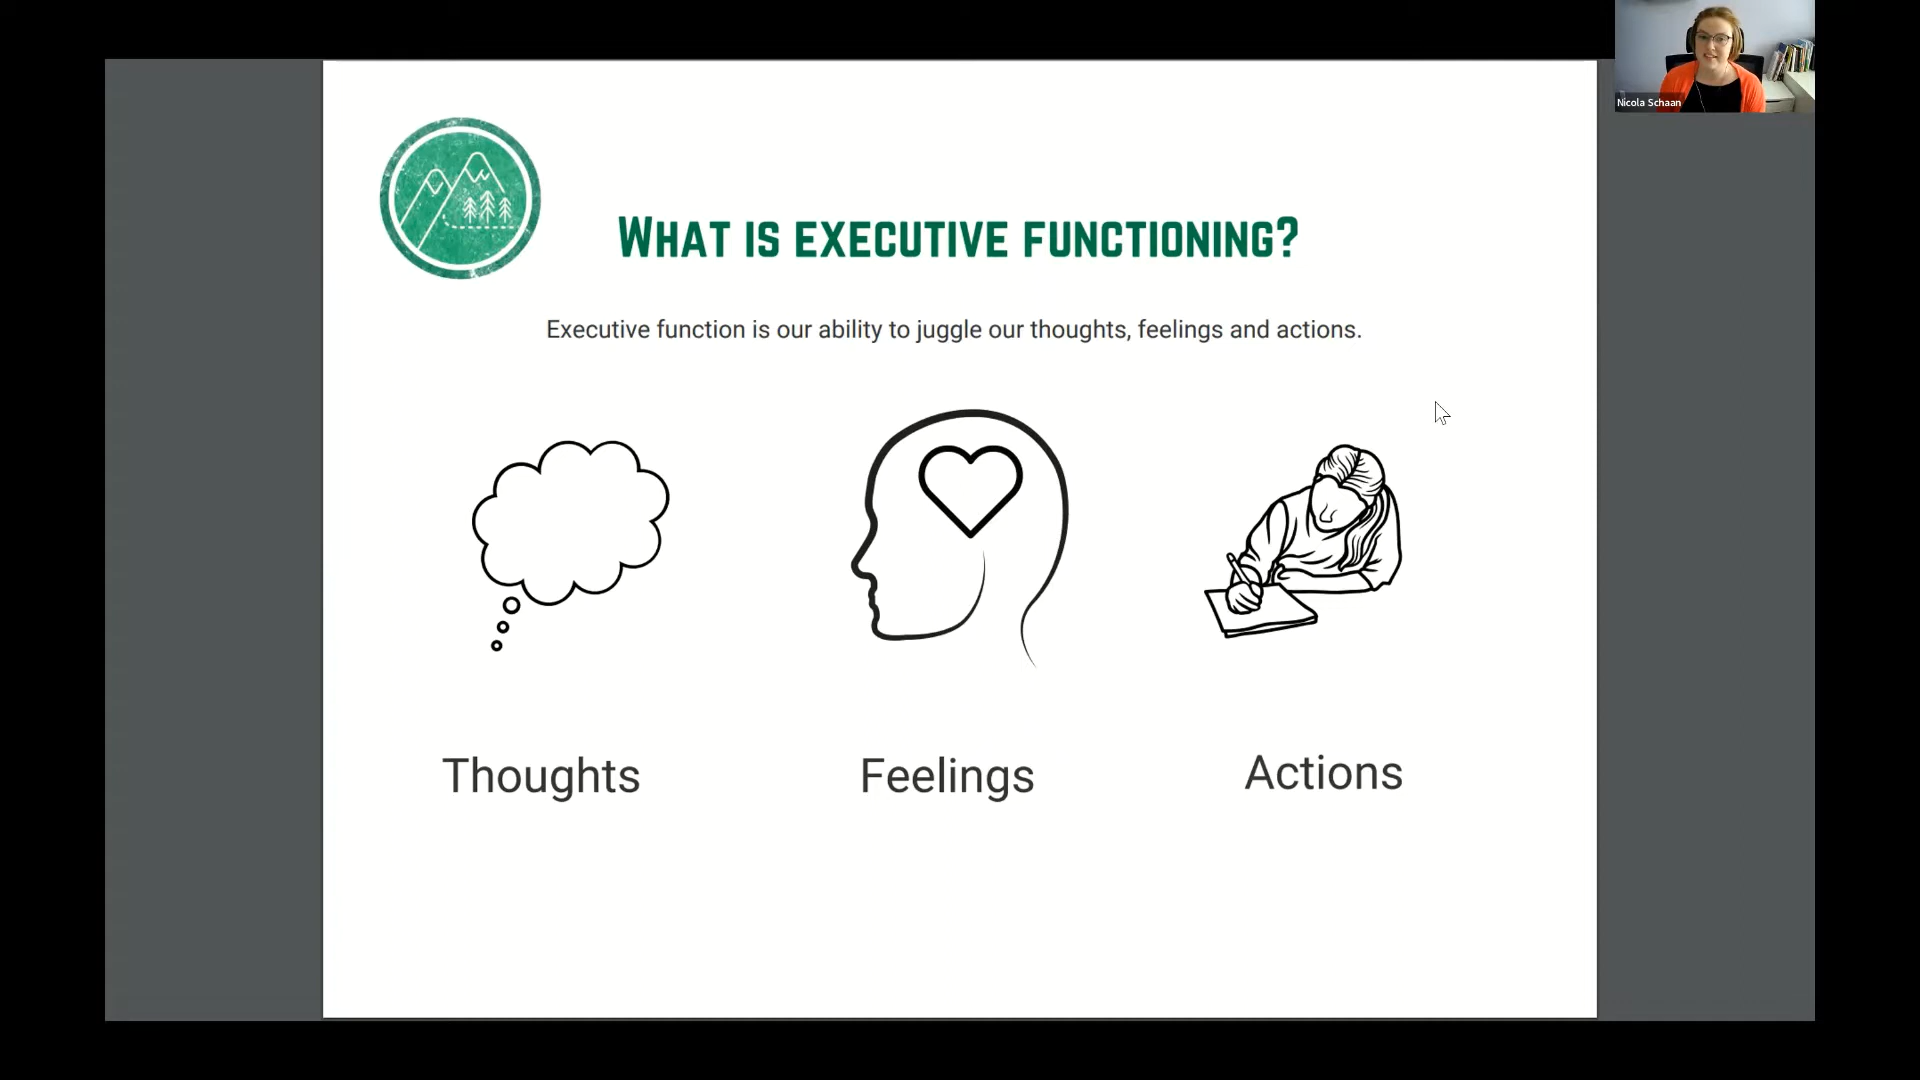 Nicola Schaan
What is executive functioning?
Executive function is our ability to juggle our thoughts, feelings and actions.
Thoughts
Feelings
Actions